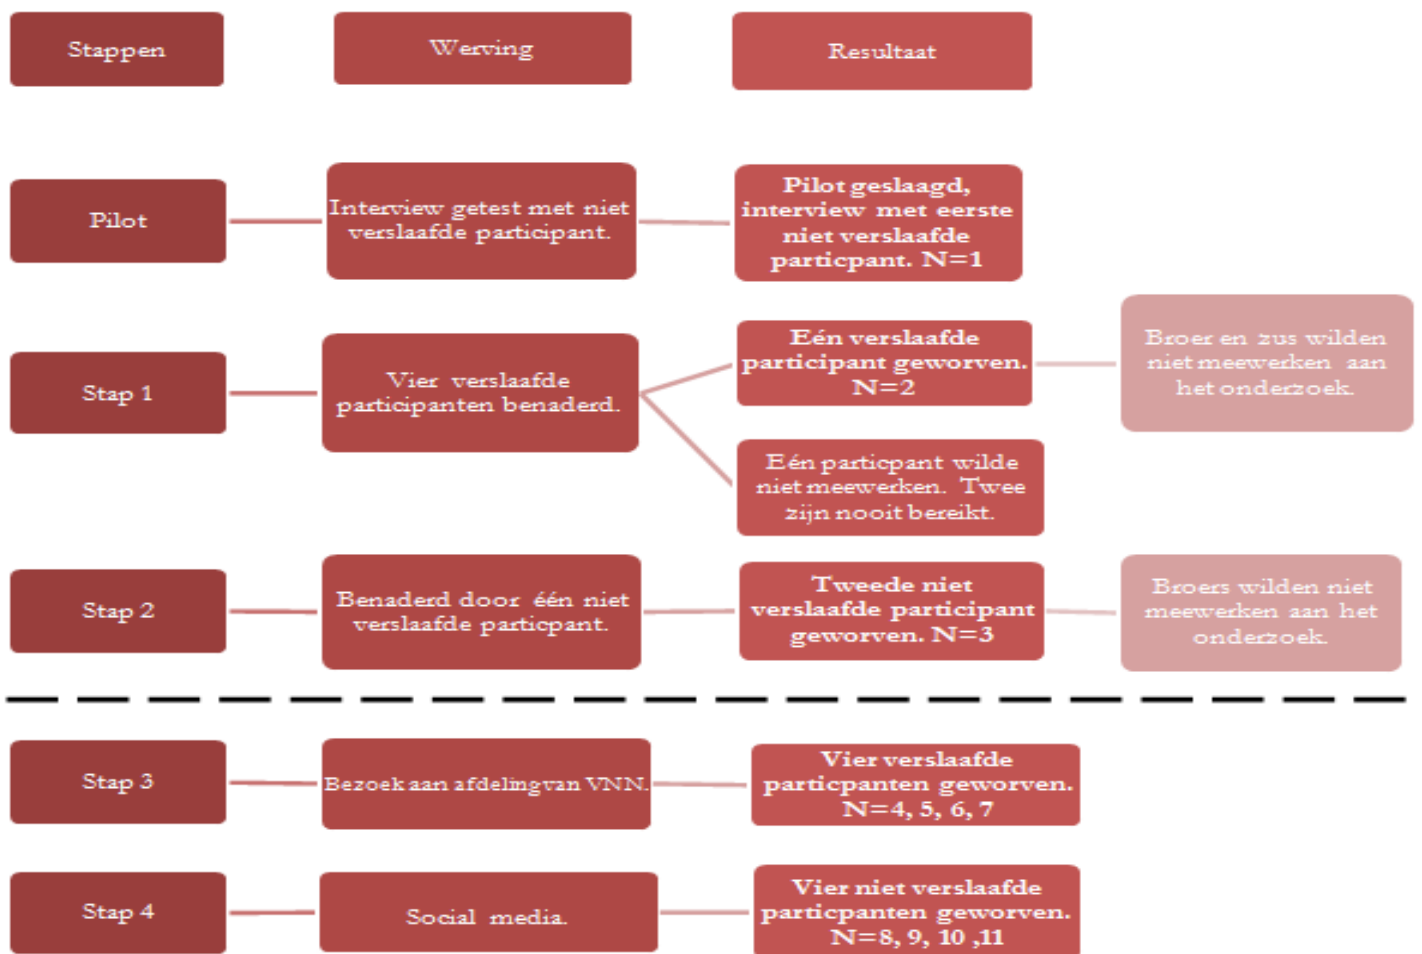 Stappen
Werving
Resultaat
Pilot
Interview getest met niet
verslaafde participant.
Pilot geslaagd,
interview met eerste
niet verslaafde
particpant. N=1
Stap 1
Vier verslaafde
participanten benaderd.
Eén verslaafde
participant geworven.
N=2
Broer en zus wilden
niet meewerken aan
het onderzoek.
Eén particpant wilde
niet meewerken. Twee
zijn nooit bereikt.
Stap 2
Benaderd door één niet
verslaafde particpant.
Tweede niet
verslaafde participant
geworven. N=3
Broers wilden niet
meewerken aan het
onderzoek.
Stap 3
Bezoek aan afdelingvan VNN.
Vier verslaafde
particpanten geworven.
N=4, 5, 6, 7
Stap 4
Social media.
Vier niet verslaafde
particpanten geworven.
N=8, 9, 10 ,11